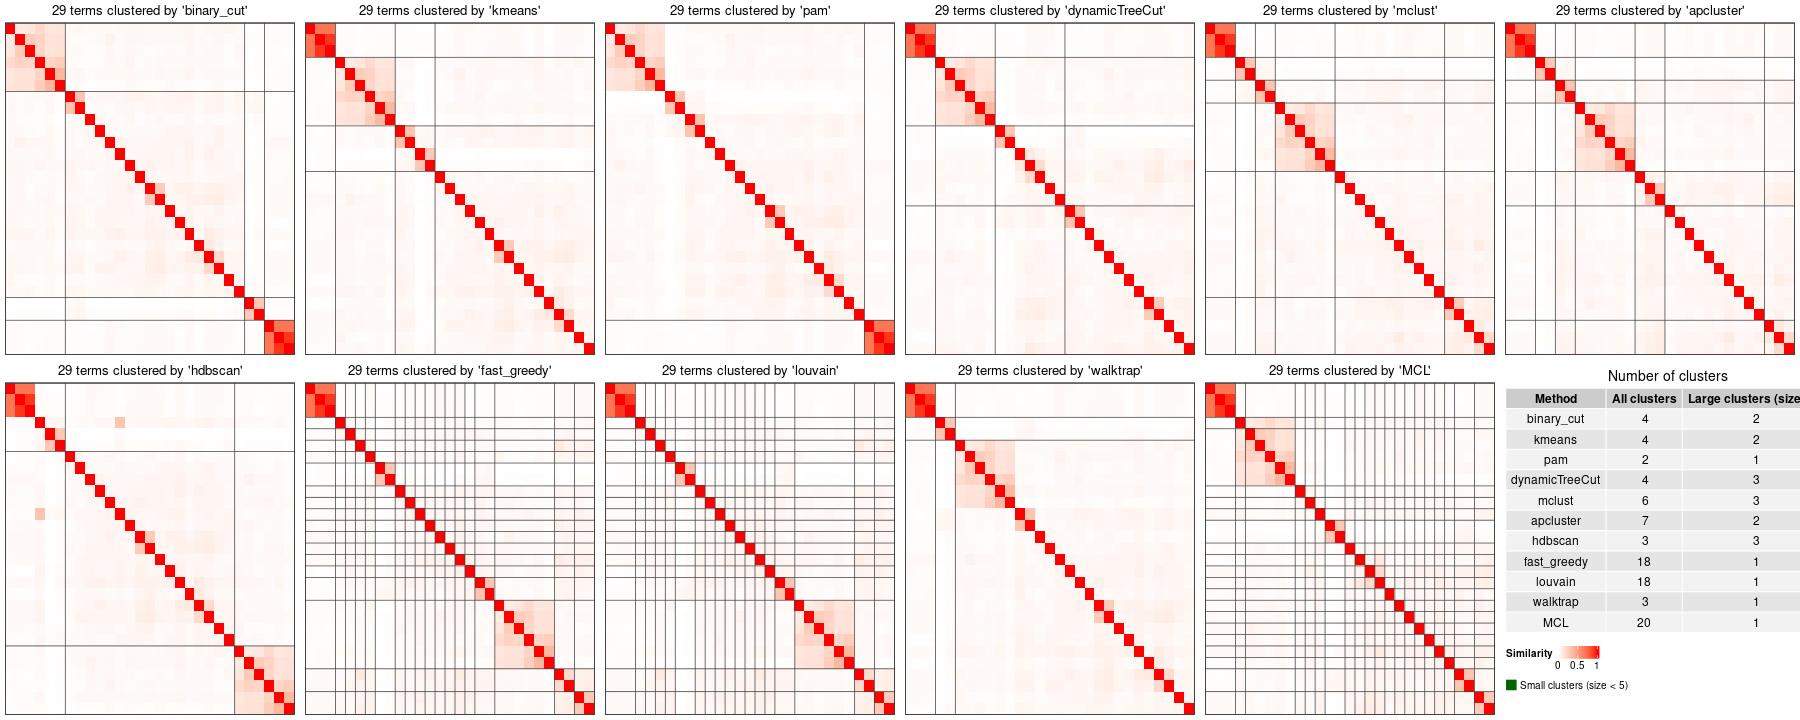 29 terms clustered by 'binary_cut'
29 terms clustered by 'kmeans'
29 terms clustered by 'pam'
29 terms clustered by 'dynamicTreeCut'
29 terms clustered by 'mclust'
29 terms clustered by 'apcluster'
29 terms clustered by 'hdbscan'
29 terms clustered by 'fast_greedy'
29 terms clustered by 'louvain'
29 terms clustered by 'walktrap'
29 terms clustered by 'MCL'
Number of clusters
Method All clusters Large clusters (size
binary_cut 4 2
kmeans 4 2
pam 2 1
dynamicTreeCut 4 3
mclust 6 3
apcluster 7 2
hdbscan 3 3
fast_greedy 18 1
louvain 18 1
walktrap 3 1
MCL 20 1
Similarity
0 0.5 1
Small clusters (size < 5)